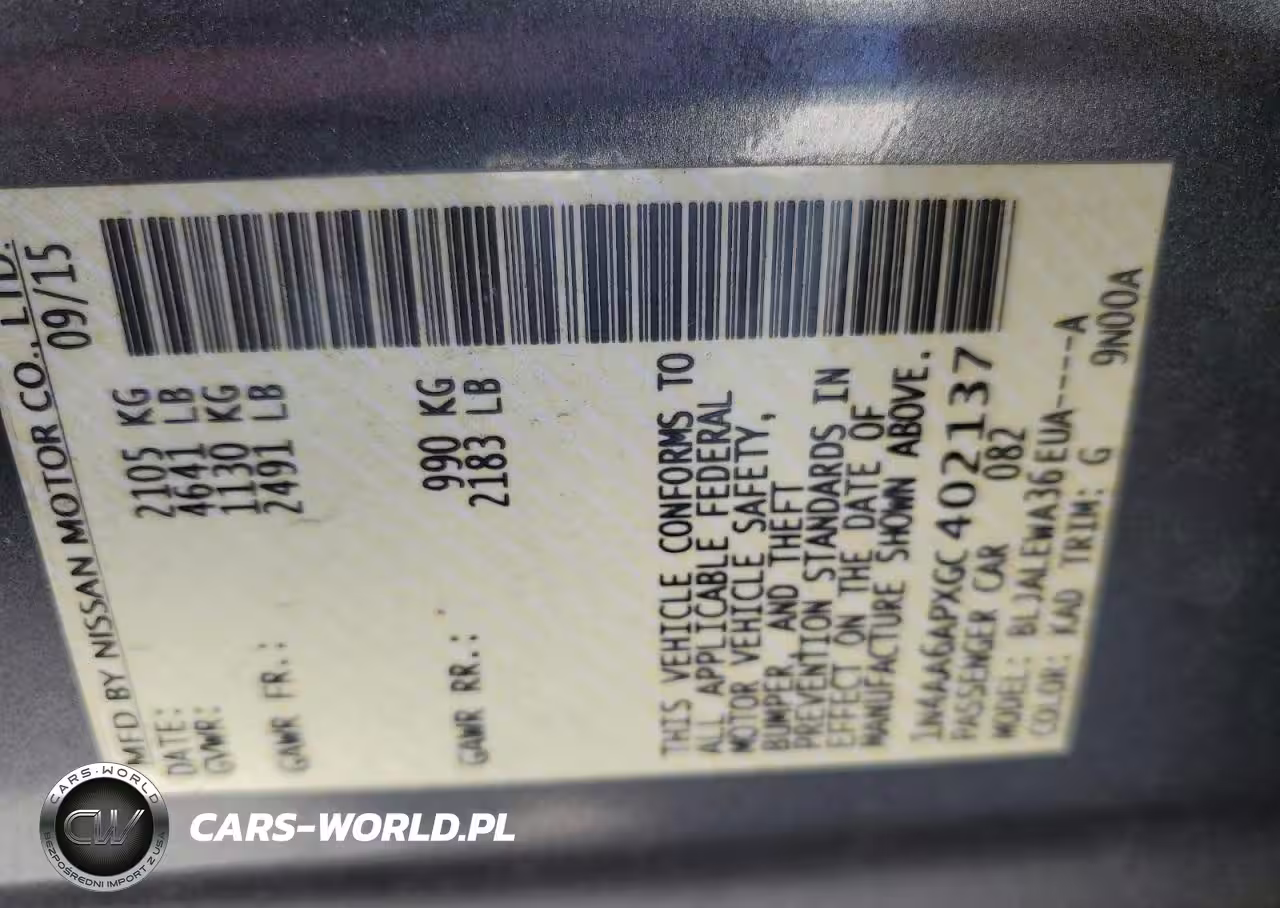 MFD BY NISSAN MOTOR CO., LTD.
DATE: 09/15
GVWR: 2105 KG
4641 LB
GAWR FR.: 1130 KG
2491 LB
GAWR RR.: 990 KG
2183 LB
THIS VEHICLE CONFORMS TO
ALL APPLICABLE FEDERAL
MOTOR VEHICLE SAFETY,
BUMPER, AND THEFT
PREVENTION STANDARDS IN
EFFECT ON THE DATE OF
MANUFACTURE SHOWN ABOVE.
1N4AA6APXGC402137
PASSENGER CAR 082
MODEL: BLJALEWA36EUA----A
COLOR: KAD TRIM: G 9N00A
CARS-WORLD
CW
BEZPOŚREDNI IMPORT Z USA
CARS-WORLD.PL